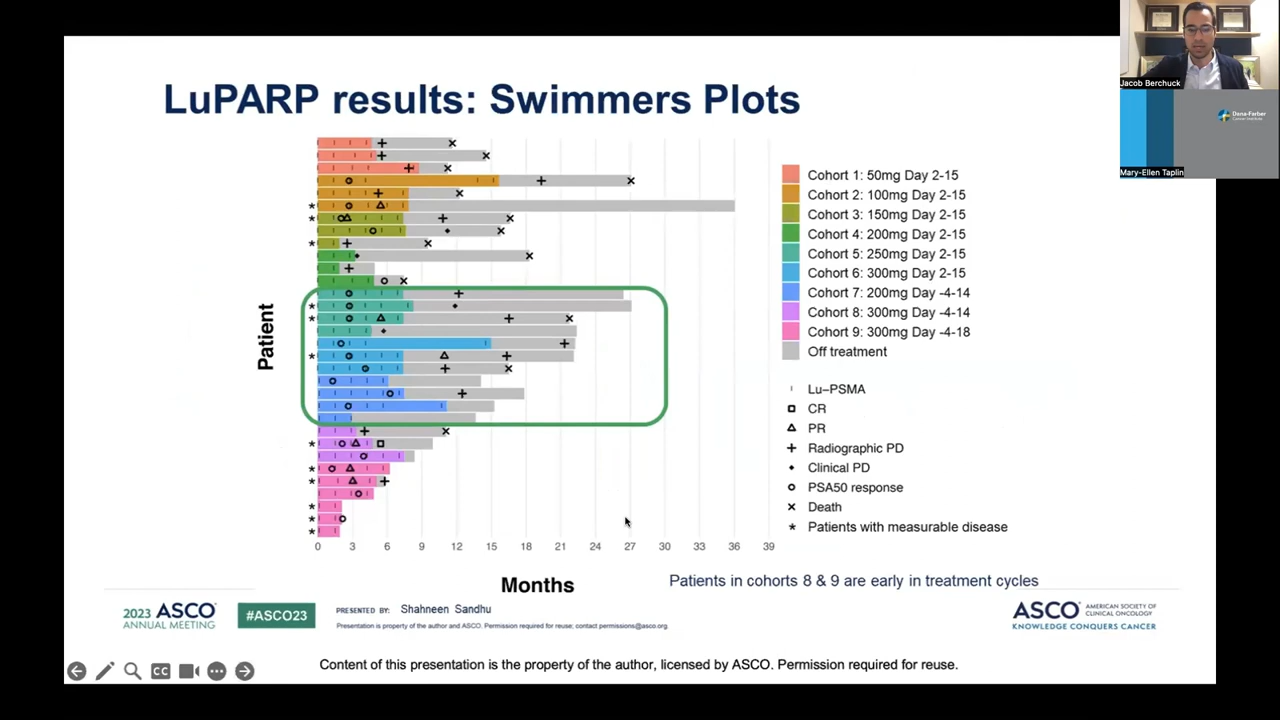 Jacob Berchuck
Dana-Farber
Cancer Institute
Mary-Ellen Taplin
LuPARP results: Swimmers Plots
Patient
Cohort 1: 50mg Day 2-15
Cohort 2: 100mg Day 2-15
Cohort 3: 150mg Day 2-15
Cohort 4: 200mg Day 2-15
Cohort 5: 250mg Day 2-15
Cohort 6: 300mg Day 2-15
Cohort 7: 200mg Day -4-14
Cohort 8: 300mg Day -4-14
Cohort 9: 300mg Day -4-18
Off treatment
Lu–PSMA
CR
PR
Radiographic PD
Clinical PD
PSA50 response
Death
Patients with measurable disease
0 3 6 9 12 15 18 21 24 27 30 33 36 39
Months
Patients in cohorts 8 & 9 are early in treatment cycles
2023 ASCO
ANNUAL MEETING
#ASCO23
PRESENTED BY: Shahneen Sandhu
Presentation is property of the author and ASCO. Permission required for reuse; contact permissions@asco.org.
ASCO AMERICAN SOCIETY OF
CLINICAL ONCOLOGY
KNOWLEDGE CONQUERS CANCER
CC
Content of this presentation is the property of the author, licensed by ASCO. Permission required for reuse.